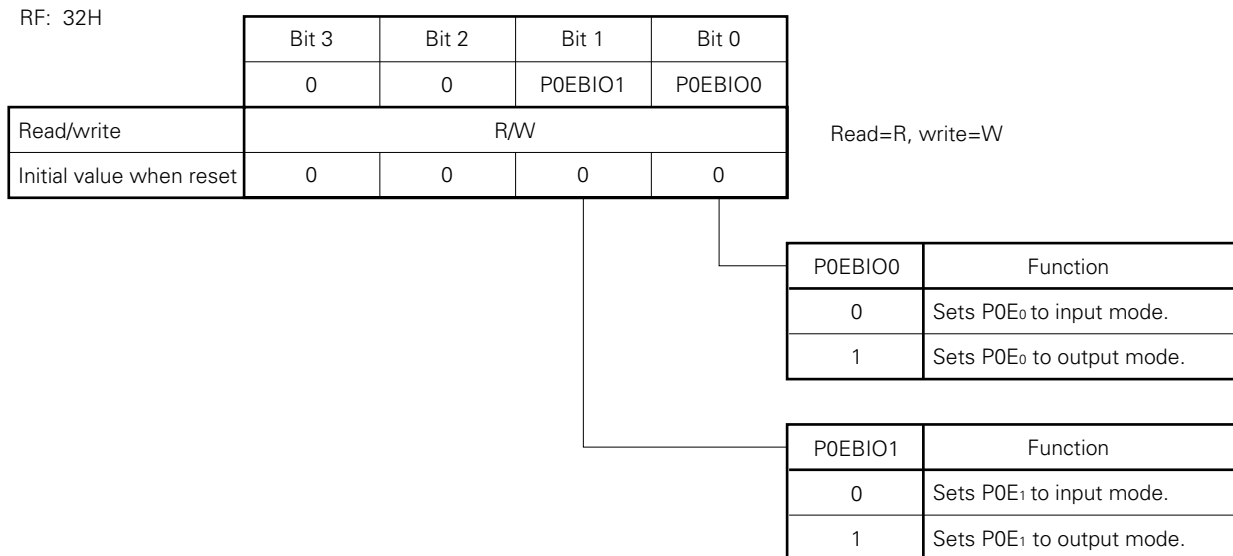 RF: 32H
Bit 3 Bit 2 Bit 1 Bit 0
0 0 P0EBIO1 P0EBIO0
Read/write R/W Read=R, write=W
Initial value when reset 0 0 0 0
P0EBIO0 Function
0 Sets P0E₀ to input mode.
1 Sets P0E₀ to output mode.
P0EBIO1 Function
0 Sets P0E₁ to input mode.
1 Sets P0E₁ to output mode.